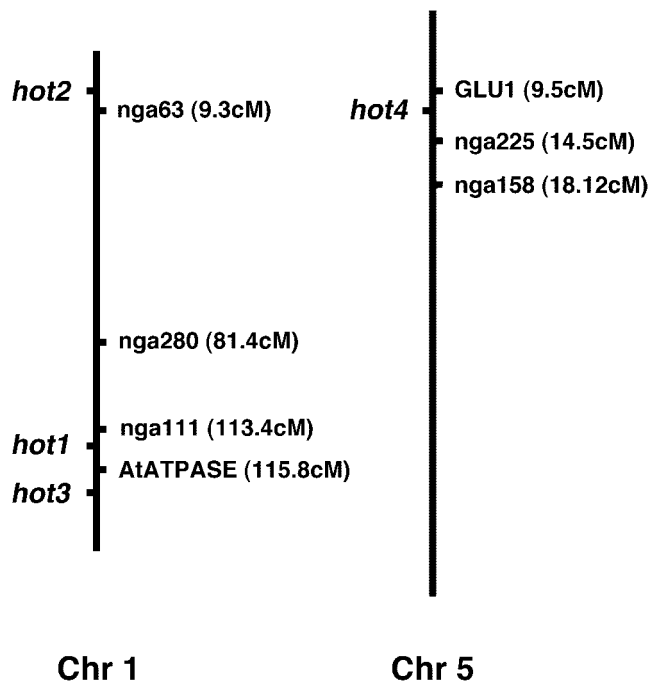 hot2
nga63 (9.3cM)
nga280 (81.4cM)
nga111 (113.4cM)
hot1
AtATPASE (115.8cM)
hot3
Chr 1
GLU1 (9.5cM)
hot4
nga225 (14.5cM)
nga158 (18.12cM)
Chr 5